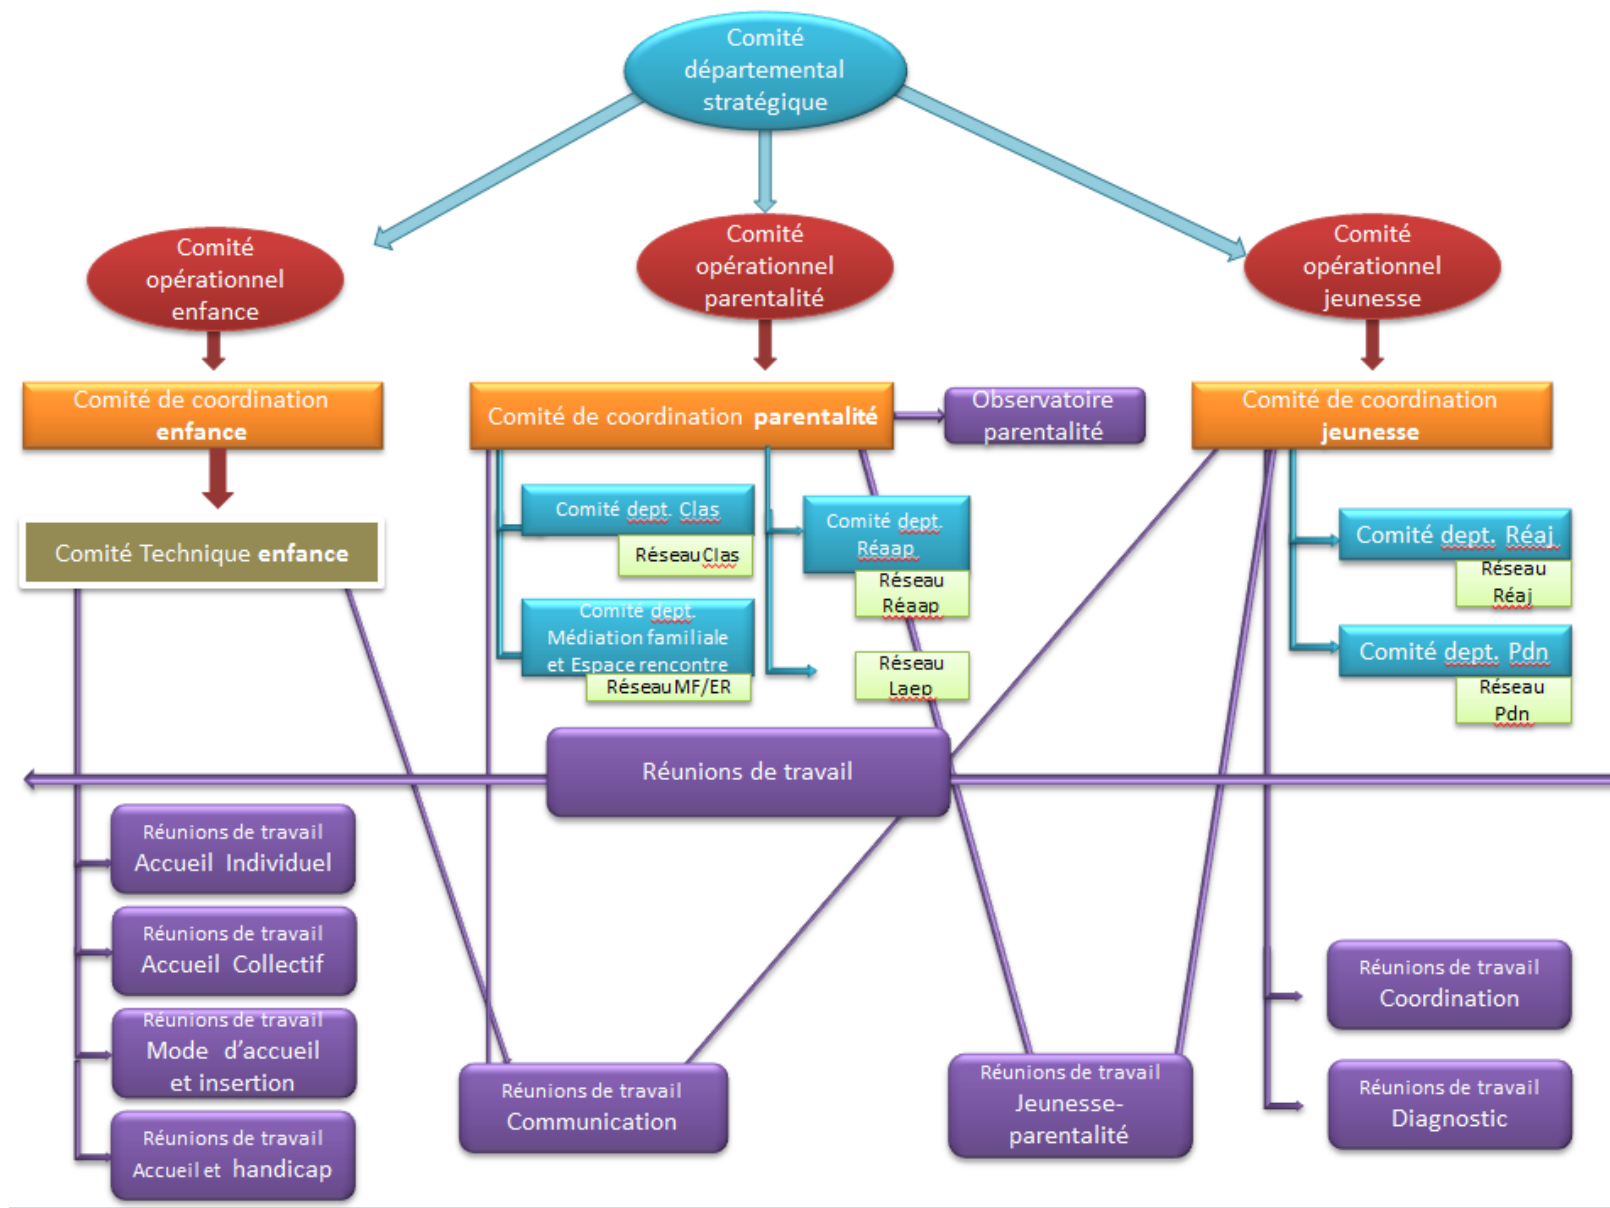 Comité
départemental
stratégique
Comité
opérationnel
enfance
Comité
opérationnel
parentalité
Comité
opérationnel
jeunesse
Comité de coordination
enfance
Comité de coordination parentalité
Observatoire
parentalité
Comité de coordination
jeunesse
Comité Technique enfance
Comité dept. Clas
Réseau Clas
Comité dept.
Médiation familiale
et Espace rencontre
Réseau MF/ER
Comité dept.
Réaap
Réseau
Réaap
Réseau
Laep
Comité dept. Réaj
Réseau
Réaj
Comité dept. Pdn
Réseau
Pdn
Réunions de travail
Réunions de travail
Accueil Individuel
Réunions de travail
Accueil Collectif
Réunions de travail
Mode d'accueil
et insertion
Réunions de travail
Accueil et handicap
Réunions de travail
Communication
Réunions de travail
Jeunesse-
parentalité
Réunions de travail
Coordination
Réunions de travail
Diagnostic